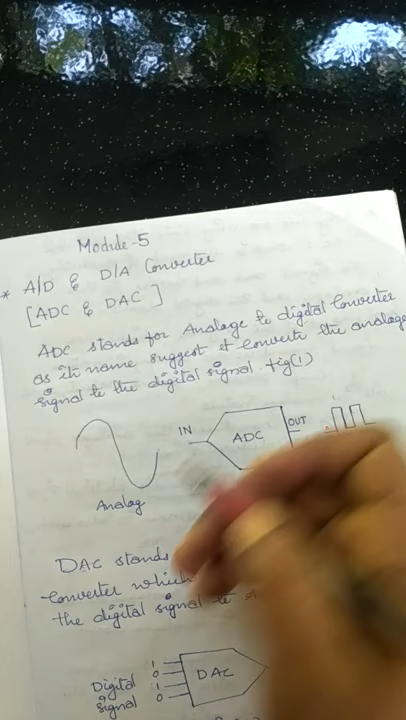 Module-5
* A/D & D/A Converter
[ADC & DAC]
ADC stands for Analoge to digital Converter
as it name suggest it converts the analoge
signal to the digital signal. fig(1)
IN
ADC
OUT
Analog
DAC stands
Converter which
the digital signal to
Digital
signal
1
0
1
0
DAC